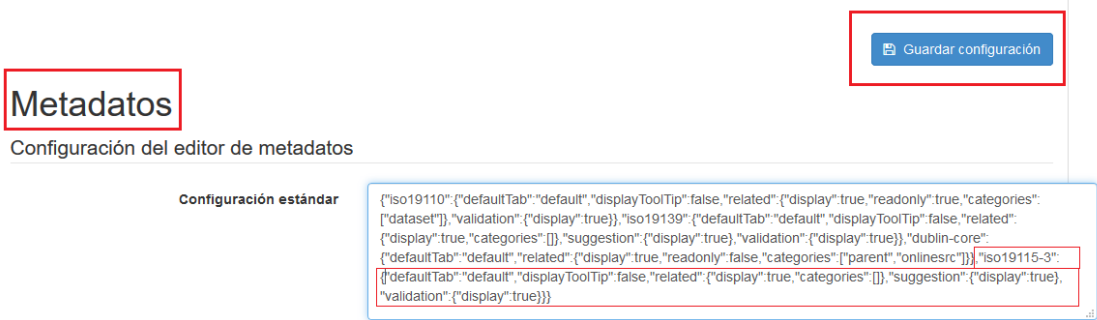 Guardar configuración
Metadatos
Configuración del editor de metadatos
Configuración estándar
{"iso19110":{"defaultTab":"default","displayToolTip":false,"related":{"display":true,"readonly":true,"categories":
["dataset"]},"validation":{"display":true}},"iso19139":{"defaultTab":"default","displayToolTip":false,"related":
{"display":true,"categories":[]},"suggestion":{"display":true},"validation":{"display":true}},"dublin-core":
{"defaultTab":"default","related":{"display":true,"readonly":false,"categories":["parent","onlinesrc"]}},"iso19115-3":
{"defaultTab":"default","displayToolTip":false,"related":{"display":true,"categories":[]},"suggestion":{"display":true},
"validation":{"display":true}}}